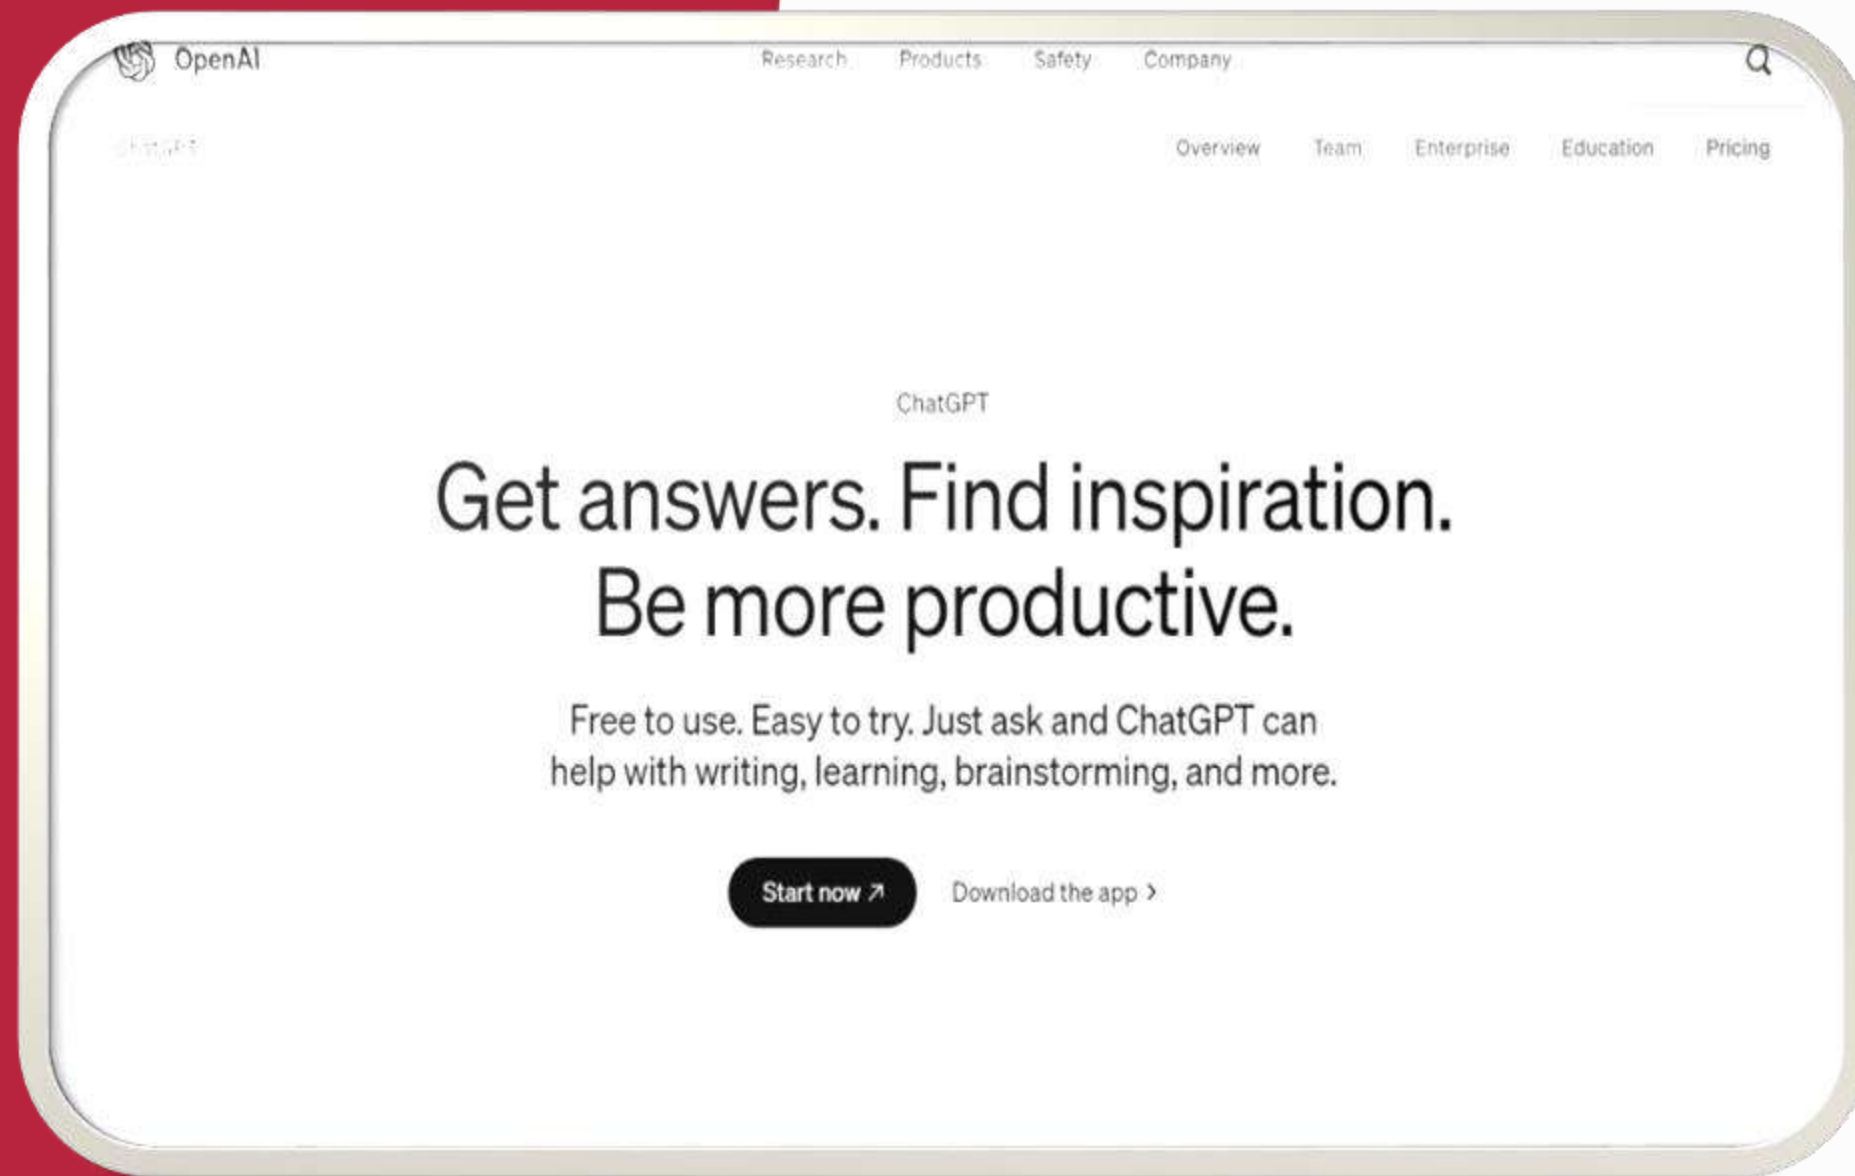 OpenAI
Research Products Safety Company
ChatGPT
Overview Team Enterprise Education Pricing
ChatGPT
Get answers. Find inspiration.
Be more productive.
Free to use. Easy to try. Just ask and ChatGPT can
help with writing, learning, brainstorming, and more.
Start now ↗
Download the app >